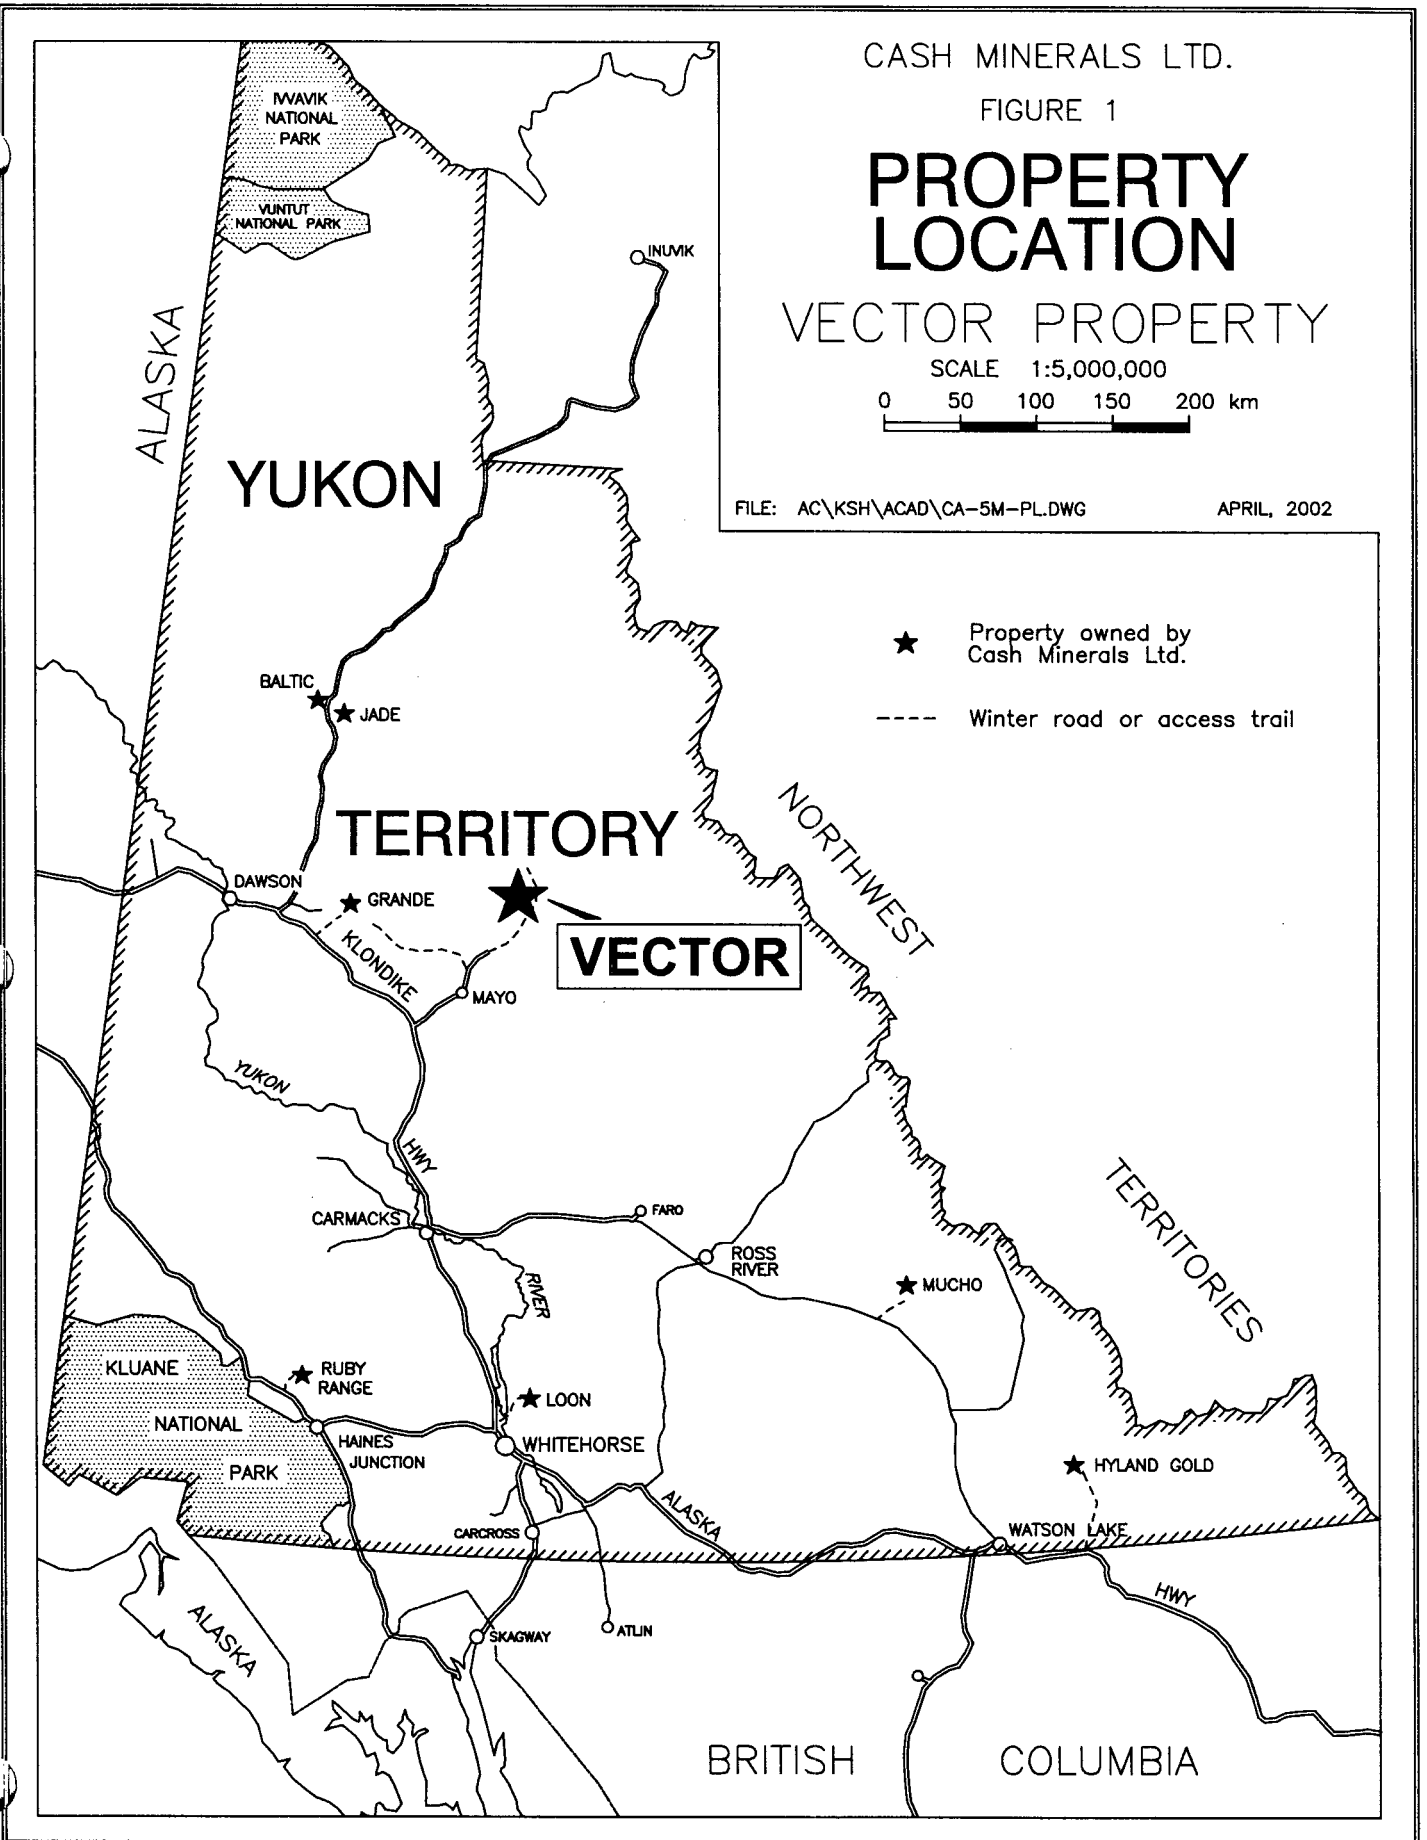 CASH MINERALS LTD.
FIGURE 1
PROPERTY
LOCATION
VECTOR PROPERTY
SCALE 1:5,000,000
0 50 100 150 200 km
FILE: AC\KSH\ACAD\CA-5M-PL.DWG APRIL, 2002
Property owned by
Cash Minerals Ltd.
Winter road or access trail
IVVAVIK
NATIONAL
PARK
VUNTUT
NATIONAL PARK
INUVIK
ALASKA
YUKON
BALTIC
JADE
TERRITORY
NORTHWEST
DAWSON
GRANDE
VECTOR
KLONDIKE
MAYO
YUKON
HWY
TERRITORIES
CARMACKS
FARO
ROSS
RIVER
RIVER
MUCHO
KLUANE
RUBY
RANGE
LOON
NATIONAL
HAINES
JUNCTION
WHITEHORSE
PARK
HYLAND GOLD
ALASKA
CARCROSS
WATSON LAKE
HWY
ALASKA
SKAGWAY
ATLIN
BRITISH COLUMBIA